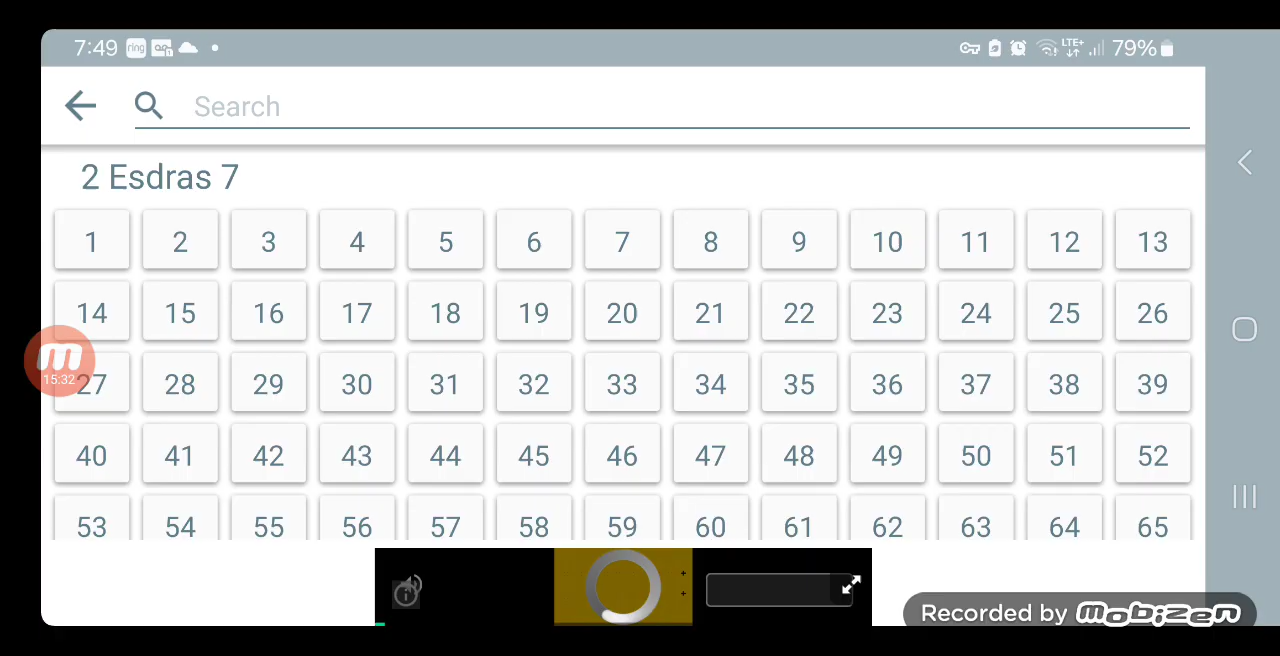 7:49 ring LTE+ 79%
Search
2 Esdras 7
1 2 3 4 5 6 7 8 9 10 11 12 13
14 15 16 17 18 19 20 21 22 23 24 25 26
27 28 29 30 31 32 33 34 35 36 37 38 39
15:32
40 41 42 43 44 45 46 47 48 49 50 51 52
53 54 55 56 57 58 59 60 61 62 63 64 65
Recorded by mobizen